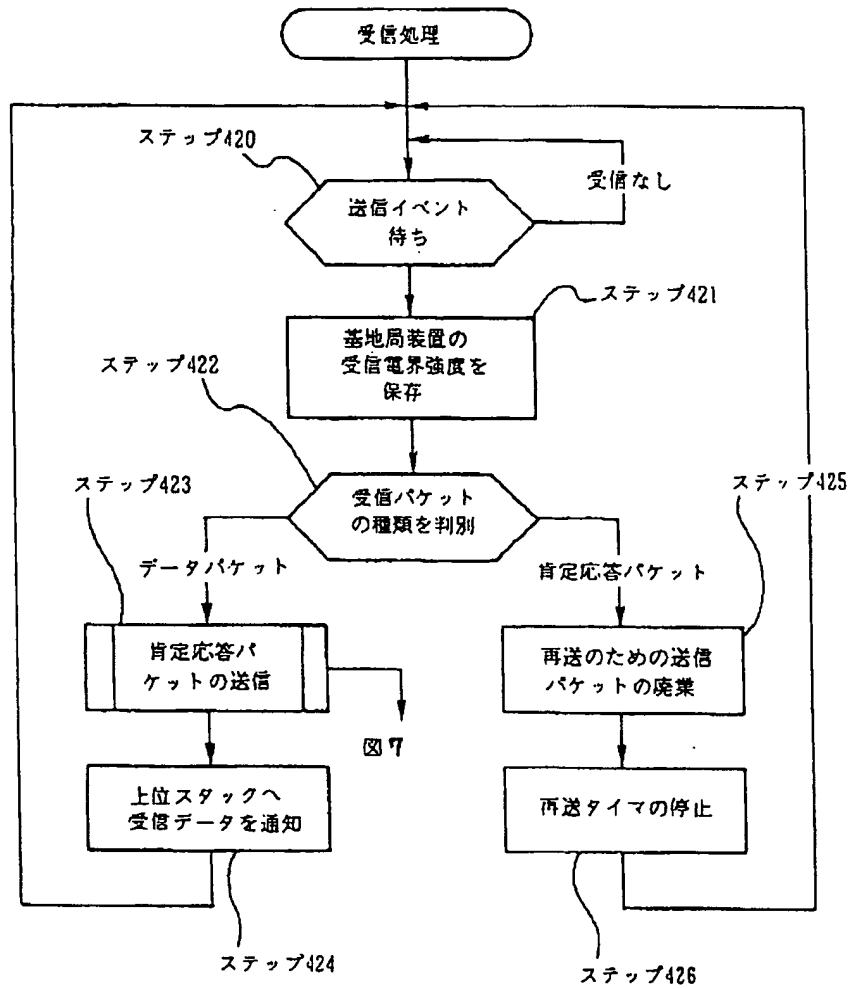 受信処理
ステップ420
受信なし
送信イベント
待ち
ステップ421
基地局装置の
受信電界強度を
保存
ステップ422
受信パケット
の種類を判別
ステップ423
ステップ425
データパケット
肯定応答パケット
肯定応答パ
ケットの送信
再送のための送信
パケットの廃業
図7
上位スタックへ
受信データを通知
再送タイマの停止
ステップ424
ステップ426